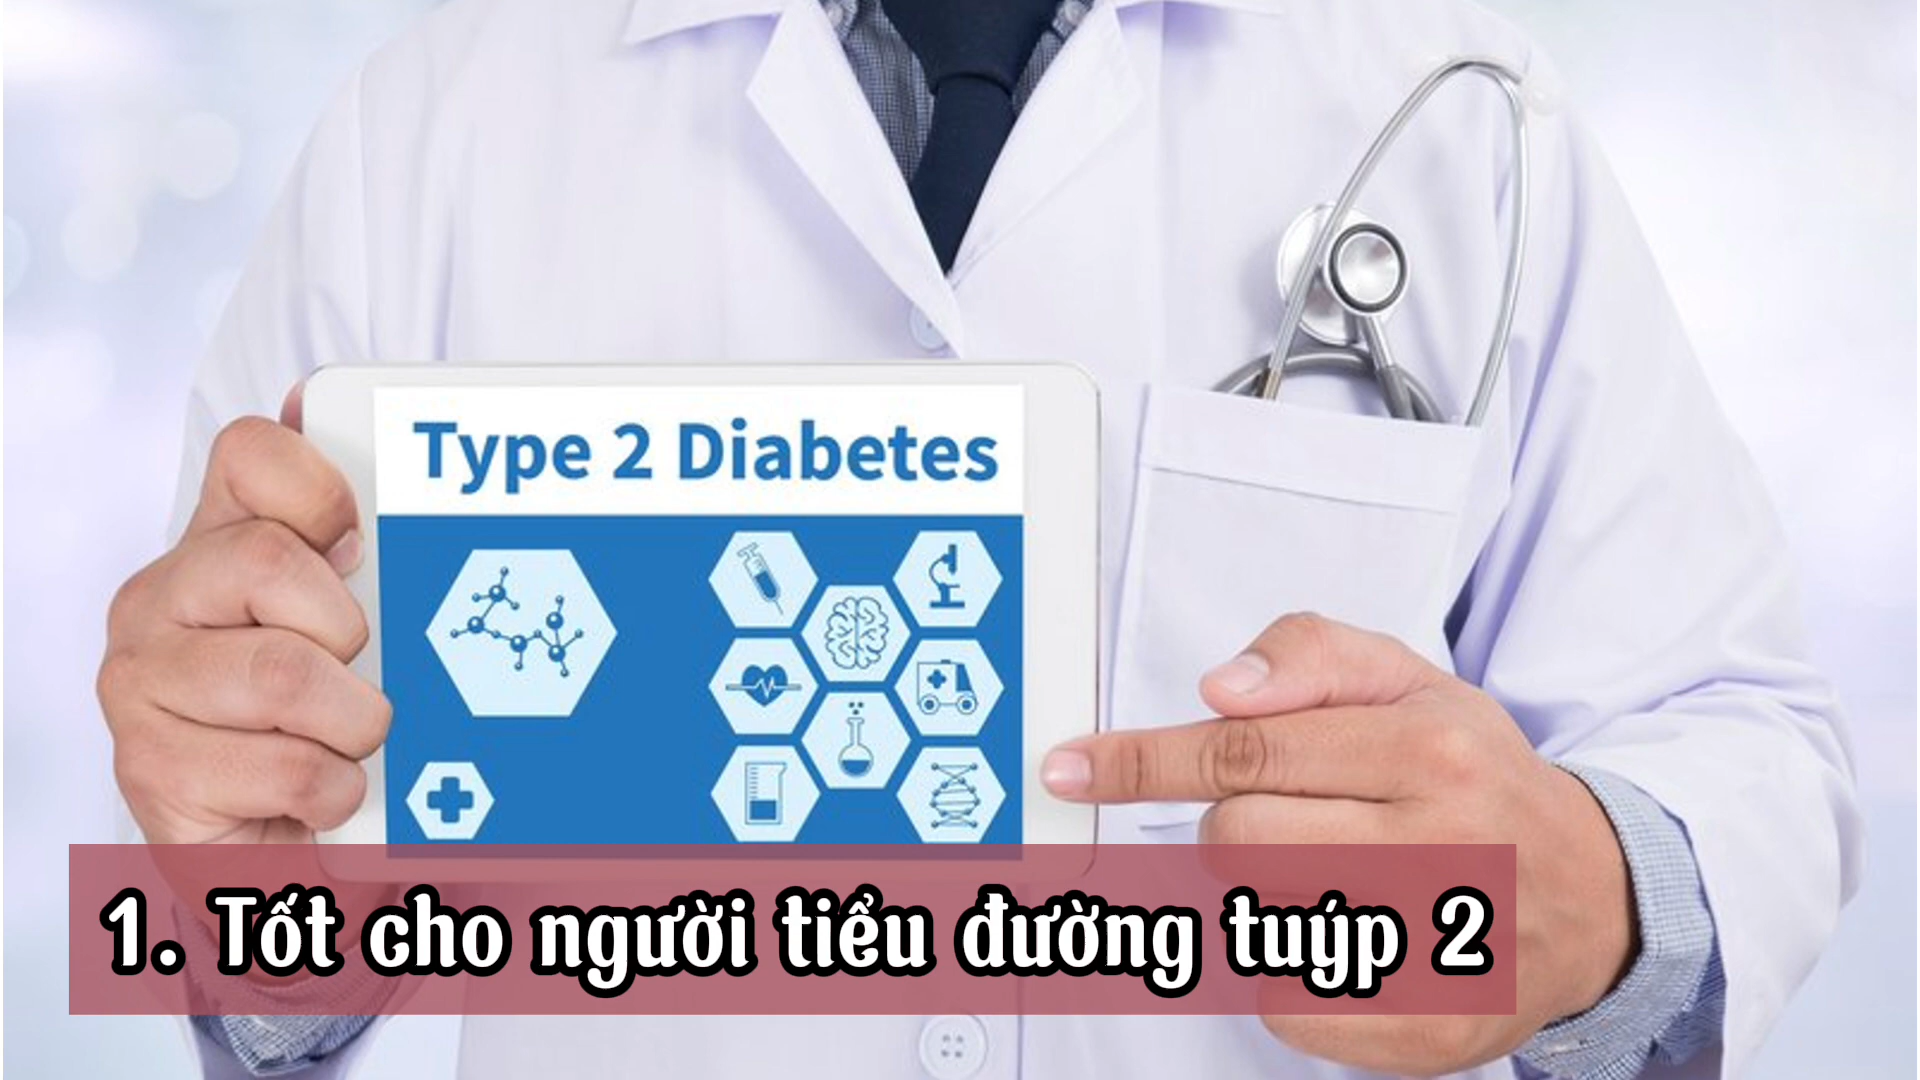 Type 2 Diabetes
1. Tốt cho người tiểu đường tuýp 2